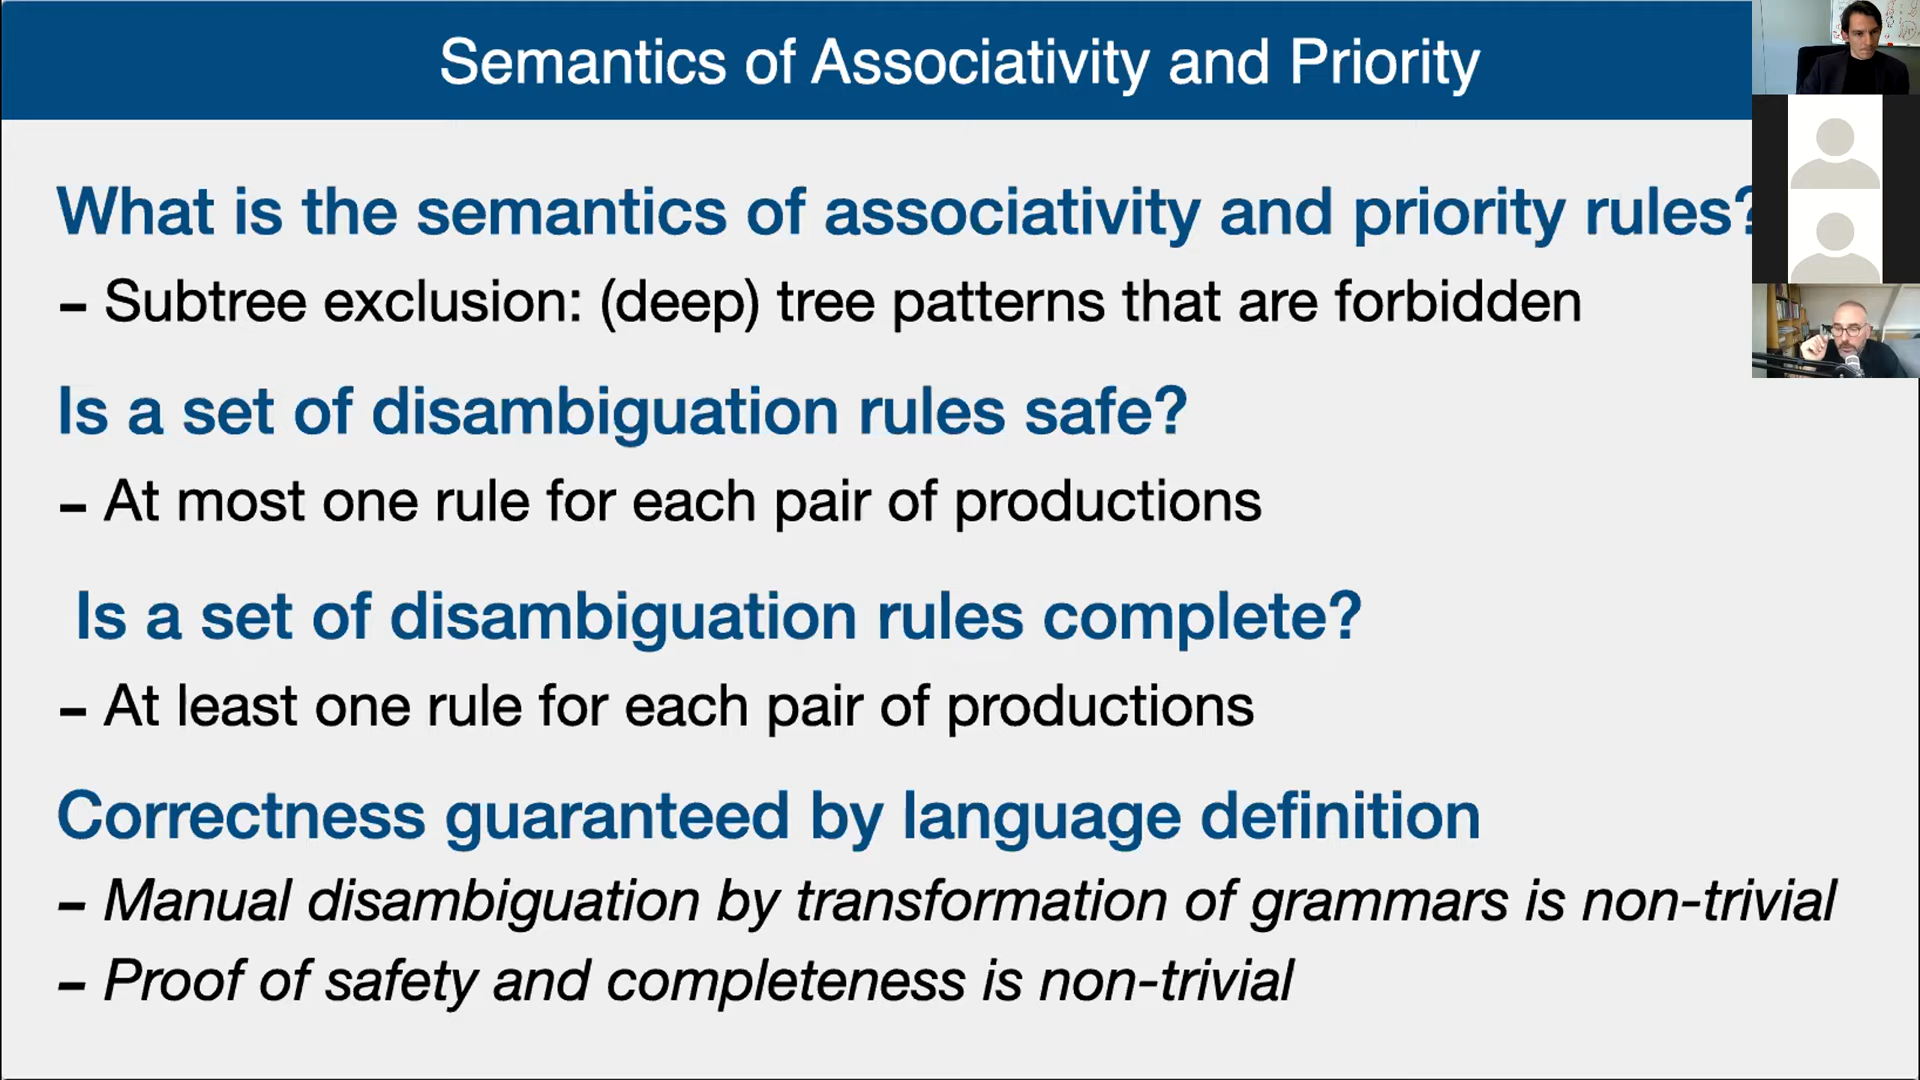 Semantics of Associativity and Priority
What is the semantics of associativity and priority rules?
– Subtree exclusion: (deep) tree patterns that are forbidden
Is a set of disambiguation rules safe?
– At most one rule for each pair of productions
Is a set of disambiguation rules complete?
– At least one rule for each pair of productions
Correctness guaranteed by language definition
– Manual disambiguation by transformation of grammars is non-trivial
– Proof of safety and completeness is non-trivial